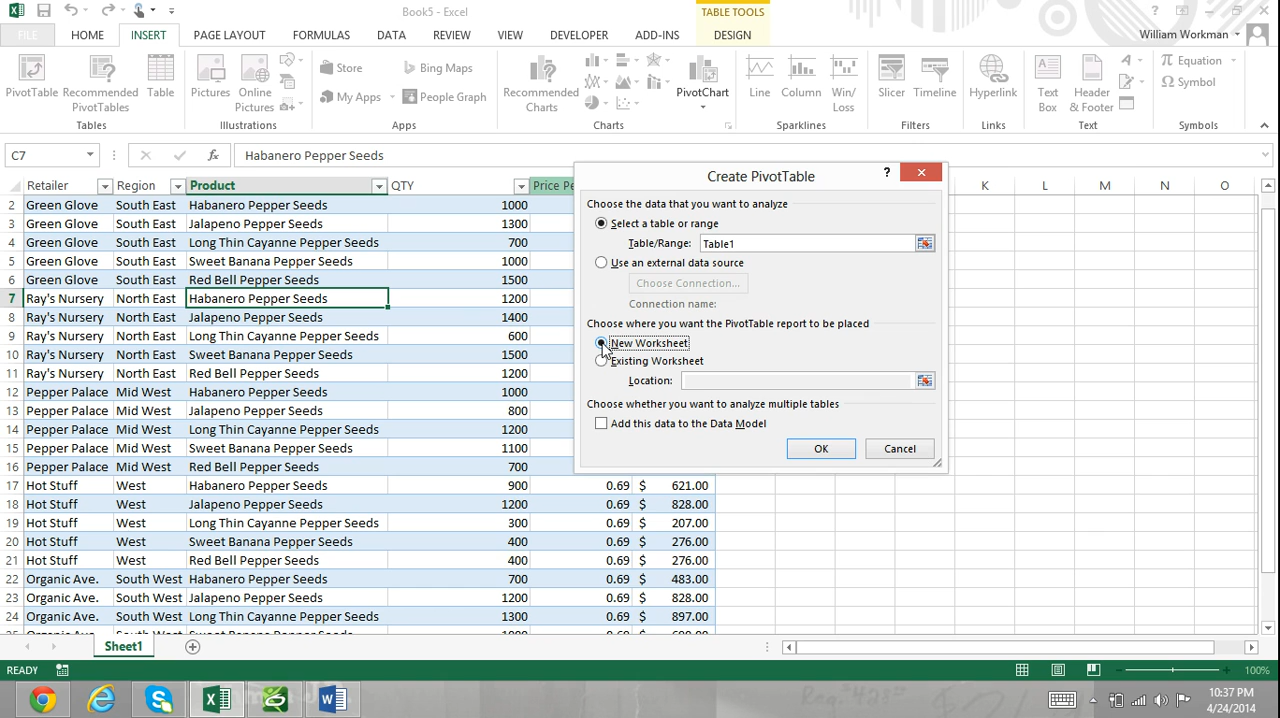 Book5 - Excel
TABLE TOOLS
FILE HOME INSERT PAGE LAYOUT FORMULAS DATA REVIEW VIEW DEVELOPER ADD-INS DESIGN William Workman
PivotTable Recommended PivotTables Table
Tables
Pictures Online Pictures
Illustrations
Store
My Apps
Bing Maps
People Graph
Apps
Recommended Charts
PivotChart
Charts
Line Column Win/ Loss
Sparklines
Slicer Timeline
Filters
Hyperlink
Links
Text Box Header & Footer
Text
Equation
Symbol
Symbols
C7 fx Habanero Pepper Seeds
Retailer Region Product QTY Price Pe K L M N O
2 Green Glove South East Habanero Pepper Seeds 1000
3 Green Glove South East Jalapeno Pepper Seeds 1300
4 Green Glove South East Long Thin Cayanne Pepper Seeds 700
5 Green Glove South East Sweet Banana Pepper Seeds 1000
6 Green Glove South East Red Bell Pepper Seeds 1500
7 Ray's Nursery North East Habanero Pepper Seeds 1200
8 Ray's Nursery North East Jalapeno Pepper Seeds 1400
9 Ray's Nursery North East Long Thin Cayanne Pepper Seeds 600
10 Ray's Nursery North East Sweet Banana Pepper Seeds 1500
11 Ray's Nursery North East Red Bell Pepper Seeds 1200
12 Pepper Palace Mid West Habanero Pepper Seeds 1000
13 Pepper Palace Mid West Jalapeno Pepper Seeds 800
14 Pepper Palace Mid West Long Thin Cayanne Pepper Seeds 1200
15 Pepper Palace Mid West Sweet Banana Pepper Seeds 1100
16 Pepper Palace Mid West Red Bell Pepper Seeds 700
17 Hot Stuff West Habanero Pepper Seeds 900 0.69 $ 621.00
18 Hot Stuff West Jalapeno Pepper Seeds 1200 0.69 $ 828.00
19 Hot Stuff West Long Thin Cayanne Pepper Seeds 300 0.69 $ 207.00
20 Hot Stuff West Sweet Banana Pepper Seeds 400 0.69 $ 276.00
21 Hot Stuff West Red Bell Pepper Seeds 400 0.69 $ 276.00
22 Organic Ave. South West Habanero Pepper Seeds 700 0.69 $ 483.00
23 Organic Ave. South West Jalapeno Pepper Seeds 1200 0.69 $ 828.00
24 Organic Ave. South West Long Thin Cayanne Pepper Seeds 1300 0.69 $ 897.00
Create PivotTable
Choose the data that you want to analyze
Select a table or range
Table/Range: Table1
Use an external data source
Choose Connection...
Connection name:
Choose where you want the PivotTable report to be placed
New Worksheet
Existing Worksheet
Location:
Choose whether you want to analyze multiple tables
Add this data to the Data Model
OK Cancel
Sheet1
READY 100%
10:37 PM
4/24/2014